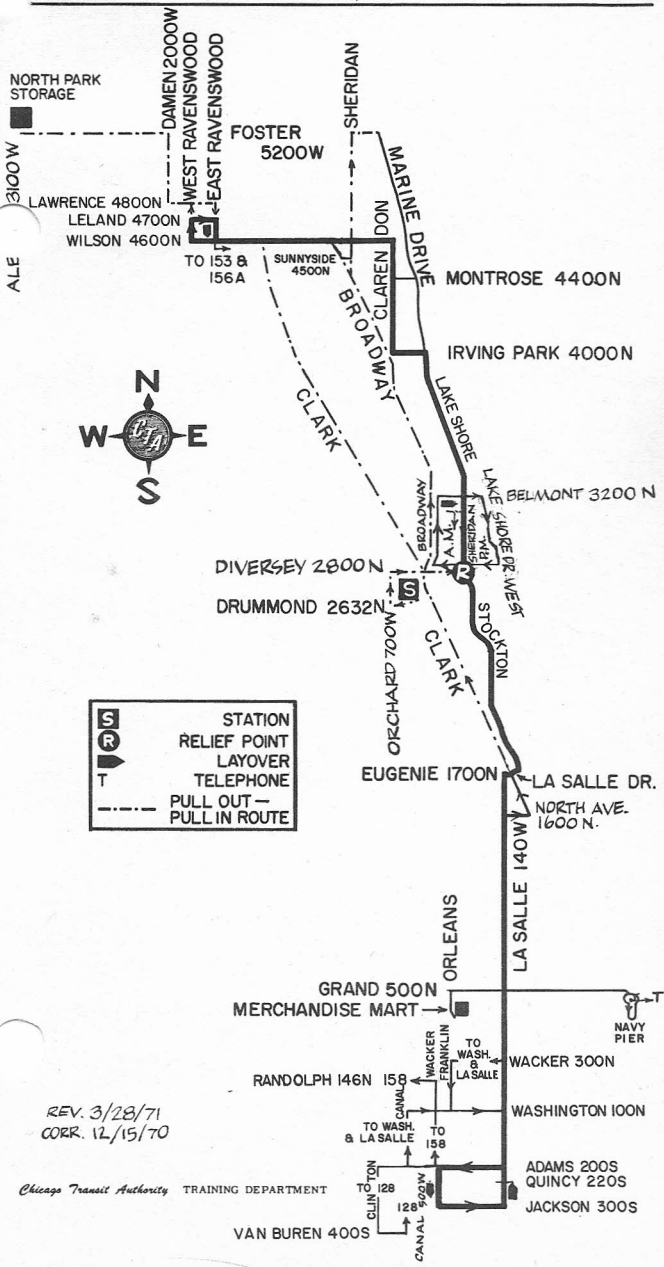 NORTH PARK
STORAGE
3100 W
ALE
DAMEN 2000W
WEST RAVENSWOOD
EAST RAVENSWOOD
FOSTER
5200W
SHERIDAN
MARINE DRIVE
LAWRENCE 4800N
LELAND 4700N
WILSON 4600N
TO 153 &
156A
SUNNYSIDE
4500N
CLARENDON
BROADWAY
MONTROSE 4400N
IRVING PARK 4000N
CLARK
N
W CTA E
S
LAKE SHORE
BELMONT 3200 N
LAKE SHORE DR. WEST
BROADWAY
A.M.
SHERIDAN
P.M.
DIVERSEY 2800 N
R
S
DRUMMOND 2632N
ORCHARD 700W
CLARK
STOCKTON
S STATION
R RELIEF POINT
LAYOVER
T TELEPHONE
PULL OUT —
PULL IN ROUTE
EUGENIE 1700N
LA SALLE DR.
NORTH AVE.
1600 N.
LA SALLE 140W
ORLEANS
GRAND 500N
MERCHANDISE MART
T
NAVY
PIER
WACKER
FRANKLIN
TO
WASH.
&
LA SALLE
WACKER 300N
RANDOLPH 146N 158
CANAL
WASHINGTON 100N
TO WASH.
& LA SALLE
TO
158
REV. 3/28/71
CORR. 12/15/70
ADAMS 200S
QUINCY 220S
JACKSON 300S
Chicago Transit Authority TRAINING DEPARTMENT
CLINTON
TO 128
128
CANAL 500W
VAN BUREN 400S